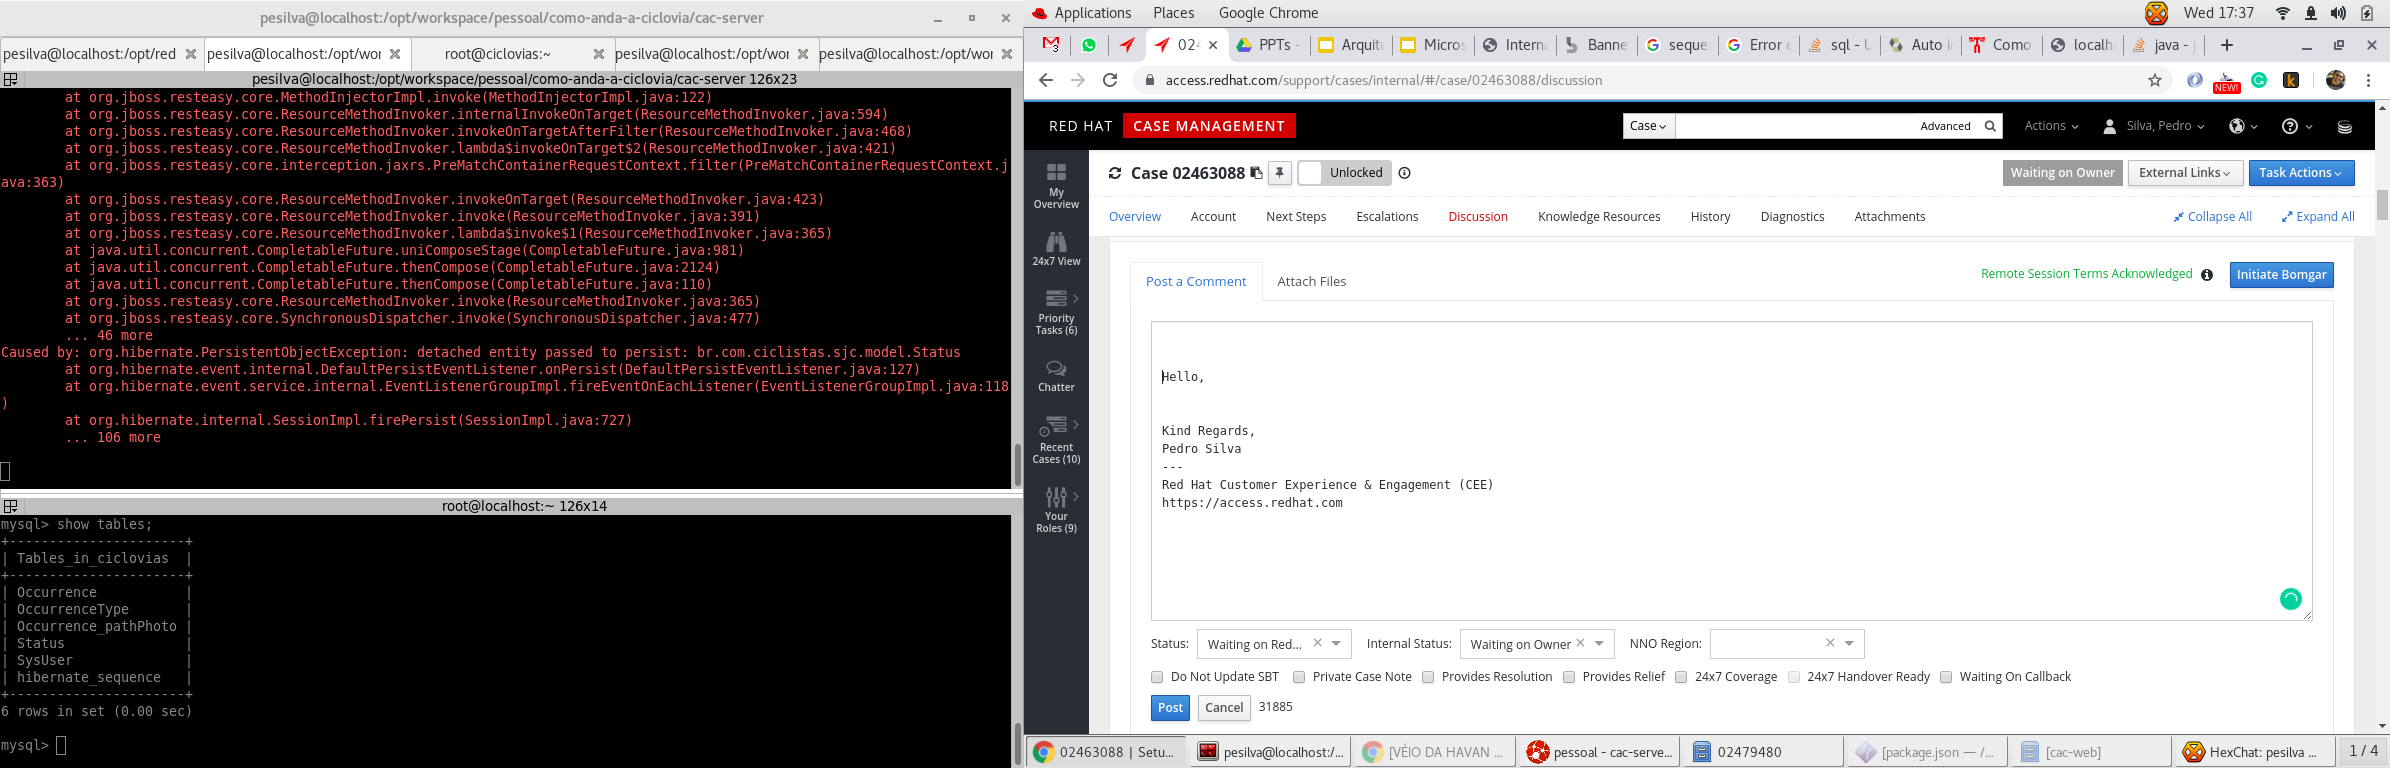 pesilva@localhost:/opt/workspace/pessoal/como-anda-a-ciclovia/cac-server
pesilva@localhost:/opt/red
pesilva@localhost:/opt/wor
root@ciclovias:~
pesilva@localhost:/opt/wor
pesilva@localhost:/opt/wor
pesilva@localhost:/opt/workspace/pessoal/como-anda-a-ciclovia/cac-server 126x23
at org.jboss.resteasy.core.MethodInjectorImpl.invoke(MethodInjectorImpl.java:122)
at org.jboss.resteasy.core.ResourceMethodInvoker.internalInvokeOnTarget(ResourceMethodInvoker.java:594)
at org.jboss.resteasy.core.ResourceMethodInvoker.invokeOnTargetAfterFilter(ResourceMethodInvoker.java:468)
at org.jboss.resteasy.core.ResourceMethodInvoker.lambda$invokeOnTarget$2(ResourceMethodInvoker.java:421)
at org.jboss.resteasy.core.interception.jaxrs.PreMatchContainerRequestContext.filter(PreMatchContainerRequestContext.j
ava:363)
at org.jboss.resteasy.core.ResourceMethodInvoker.invokeOnTarget(ResourceMethodInvoker.java:423)
at org.jboss.resteasy.core.ResourceMethodInvoker.invoke(ResourceMethodInvoker.java:391)
at org.jboss.resteasy.core.ResourceMethodInvoker.lambda$invoke$1(ResourceMethodInvoker.java:365)
at java.util.concurrent.CompletableFuture.uniComposeStage(CompletableFuture.java:981)
at java.util.concurrent.CompletableFuture.thenCompose(CompletableFuture.java:2124)
at java.util.concurrent.CompletableFuture.thenCompose(CompletableFuture.java:110)
at org.jboss.resteasy.core.ResourceMethodInvoker.invoke(ResourceMethodInvoker.java:365)
at org.jboss.resteasy.core.SynchronousDispatcher.invoke(SynchronousDispatcher.java:477)
... 46 more
Caused by: org.hibernate.PersistentObjectException: detached entity passed to persist: br.com.ciclistas.sjc.model.Status
at org.hibernate.event.internal.DefaultPersistEventListener.onPersist(DefaultPersistEventListener.java:127)
at org.hibernate.event.service.internal.EventListenerGroupImpl.fireEventOnEachListener(EventListenerGroupImpl.java:118
)
at org.hibernate.internal.SessionImpl.firePersist(SessionImpl.java:727)
... 106 more
root@localhost:~ 126x14
mysql> show tables;
+----------------------+
| Tables_in_ciclovias  |
+----------------------+
| Occurrence           |
| OccurrenceType       |
| Occurrence_pathPhoto |
| Status               |
| SysUser              |
| hibernate_sequence   |
+----------------------+
6 rows in set (0.00 sec)
mysql>
Applications Places Google Chrome
Wed 17:37
02 PPTs - Arquit Micros Interna Banne seque Error c sql - U Auto i Como localh java -
access.redhat.com/support/cases/internal/#/case/02463088/discussion
NEW!
RED HAT CASE MANAGEMENT
Case Advanced Actions Silva, Pedro
My Overview
24x7 View
Priority Tasks (6)
Chatter
Recent Cases (10)
Your Roles (9)
Case 02463088 Unlocked
Waiting on Owner External Links Task Actions
Overview Account Next Steps Escalations Discussion Knowledge Resources History Diagnostics Attachments
Collapse All Expand All
Post a Comment Attach Files
Remote Session Terms Acknowledged Initiate Bomgar
Hello,
Kind Regards,
Pedro Silva
---
Red Hat Customer Experience & Engagement (CEE)
https://access.redhat.com
Status: Waiting on Red... Internal Status: Waiting on Owner NNO Region:
Do Not Update SBT Private Case Note Provides Resolution Provides Relief 24x7 Coverage 24x7 Handover Ready Waiting On Callback
Post Cancel 31885
02463088 | Setu...
pesilva@localhost:/...
[VÉIO DA HAVAN ...
pessoal - cac-serve...
02479480
[package.json — /...
[cac-web]
HexChat: pesilva ...
1 / 4